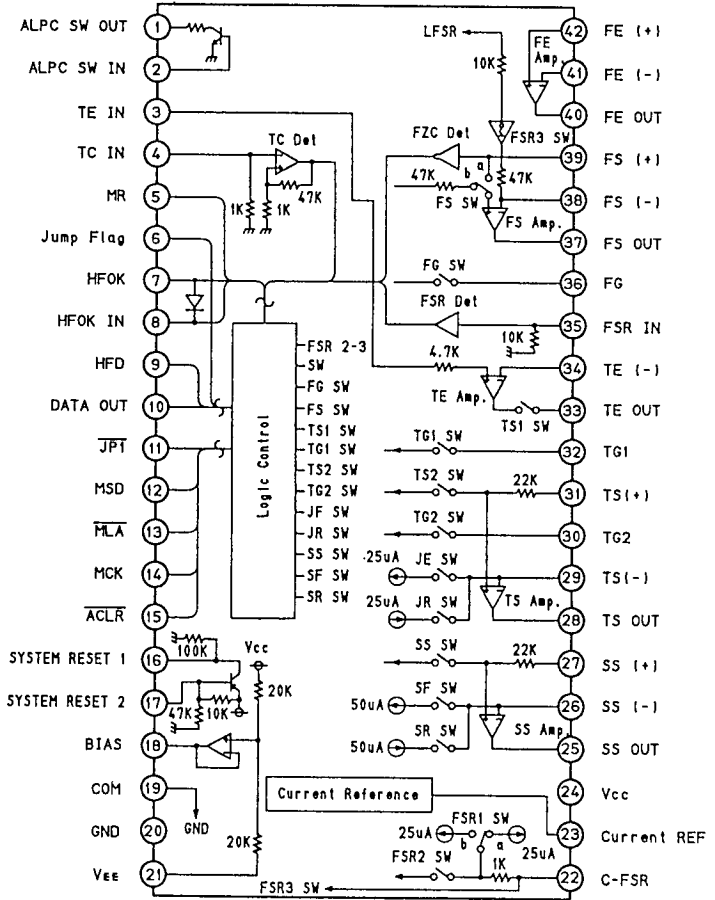 ALPC SW OUT 1
ALPC SW IN 2
TE IN 3
TC IN 4
MR 5
Jump Flag 6
HFOK 7
HFOK IN 8
HFD 9
DATA OUT 10
JP1 11
MSD 12
MLA 13
MCK 14
ACLR 15
SYSTEM RESET 1 16
SYSTEM RESET 2 17
BIAS 18
COM 19
GND 20
VEE 21
TC Det
47K
1K
1K
Logic Control
FSR 2-3
SW
FG SW
FS SW
TS1 SW
TG1 SW
TS2 SW
TG2 SW
JF SW
JR SW
SS SW
SF SW
SR SW
100K
Vcc
20K
47K
10K
GND
20K
Current Reference
FSR3 SW
LFSR
10K
FE
Amp.
FSR3 SW
FZC Det
47K
b
a
47K
FS SW
FS Amp.
FG SW
FSR Det
10K
4.7K
TE Amp.
TS1 SW
TG1 SW
TS2 SW
22K
TG2 SW
.25uA
JE SW
25uA
JR SW
TS Amp.
SS SW
22K
50uA
SF SW
50uA
SR SW
SS Amp.
FSR1 SW
25uA
b
a
25uA
FSR2 SW
1K
42 FE (+)
41 FE (-)
40 FE OUT
39 FS (+)
38 FS (-)
37 FS OUT
36 FG
35 FSR IN
34 TE (-)
33 TE OUT
32 TG1
31 TS(+)
30 TG2
29 TS(-)
28 TS OUT
27 SS (+)
26 SS (-)
25 SS OUT
24 Vcc
23 Current REF
22 C-FSR